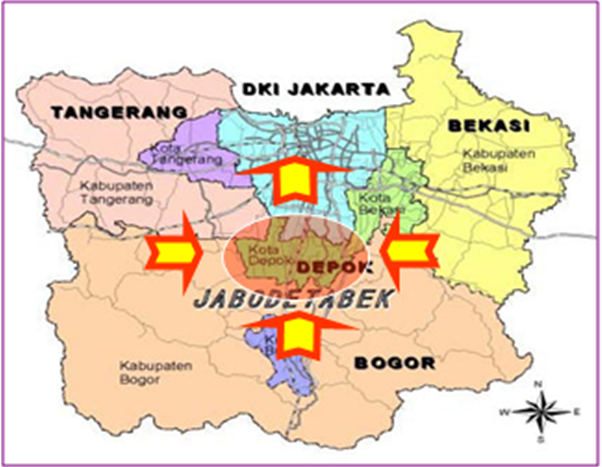 DKI JAKARTA
TANGERANG
BEKASI
Kota
Tangerang
Kabupaten
Bekasi
Kabupaten
Tangerang
Kota
Bekasi
Kota
Depok
DEPOK
JABODETABEK
Kabupaten
Bogor
BOGOR
N
W
E
S